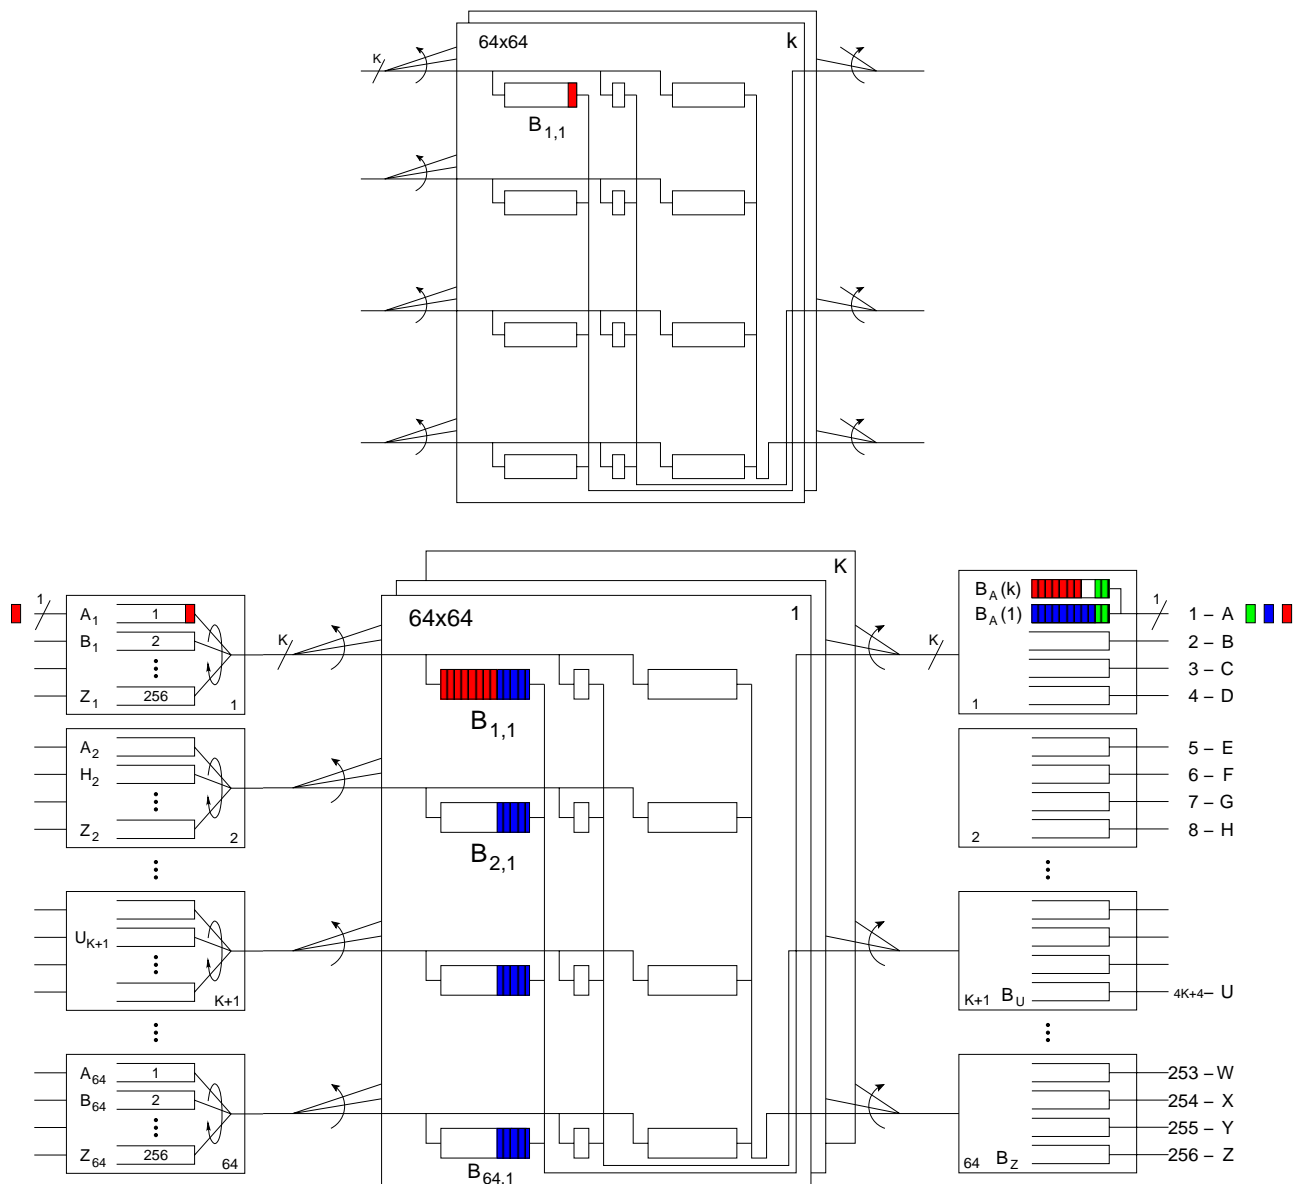 64x64 k
K
B1,1
K
1 A1 1 K 64x64 1 K BA(k) 1
BA(1) 1 – A
B1 2 2 – B
3 – C
Z1 256 1 B1,1 1 4 – D
A2 5 – E
H2 6 – F
7 – G
Z2 2 B2,1 2 8 – H
UK+1
K+1 K+1 BU 4K+4 – U
A64 1 253 – W
B64 2 254 – X
255 – Y
Z64 256 64 B64,1 64 BZ 256 – Z